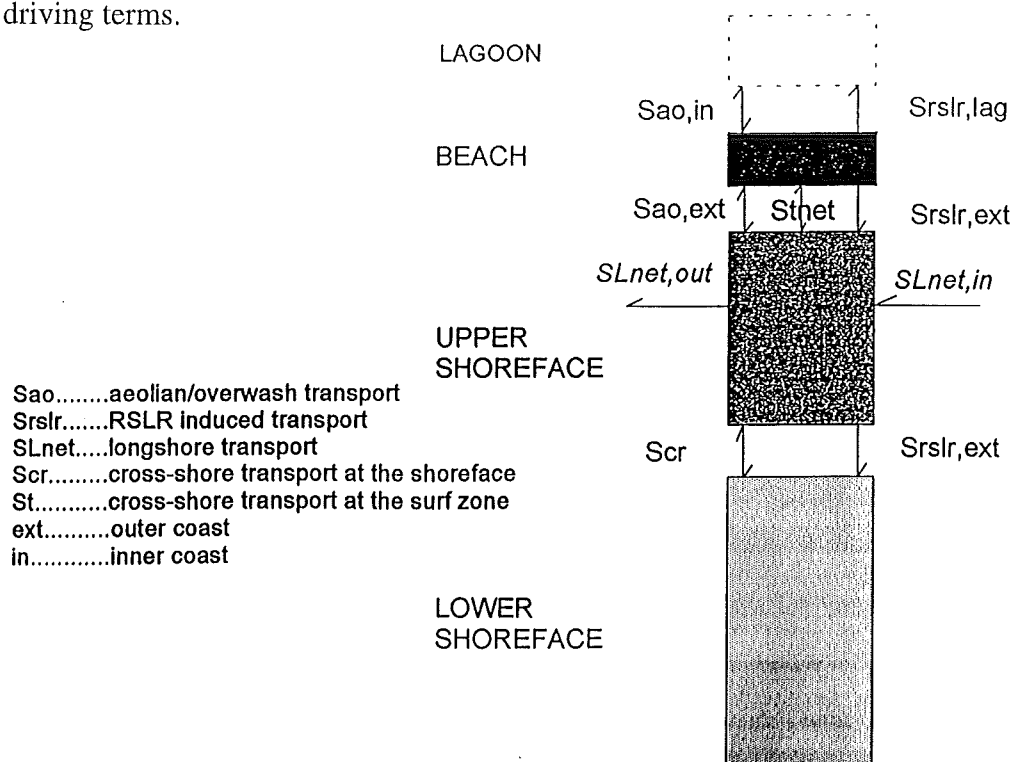 driving terms.
LAGOON
Sao,in
Srslr,lag
BEACH
Sao,ext
Stnet
Srslr,ext
SLnet,out
SLnet,in
UPPER
SHOREFACE
Sao........aeolian/overwash transport
Srslr.......RSLR induced transport
SLnet.....longshore transport
Scr.........cross-shore transport at the shoreface
St...........cross-shore transport at the surf zone
ext..........outer coast
in............inner coast
Scr
Srslr,ext
LOWER
SHOREFACE